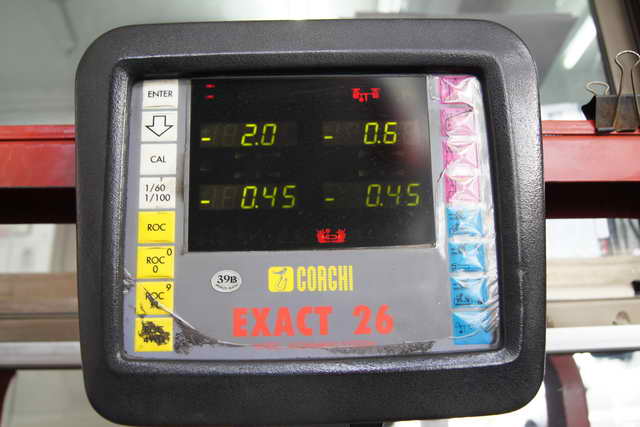 ENTER
CAL
1/60
1/100
ROC
ROC 0
0
ROC 9
- 2.0
- 0.6
- 0.45
- 0.45
39B
CORGHI
EXACT 26